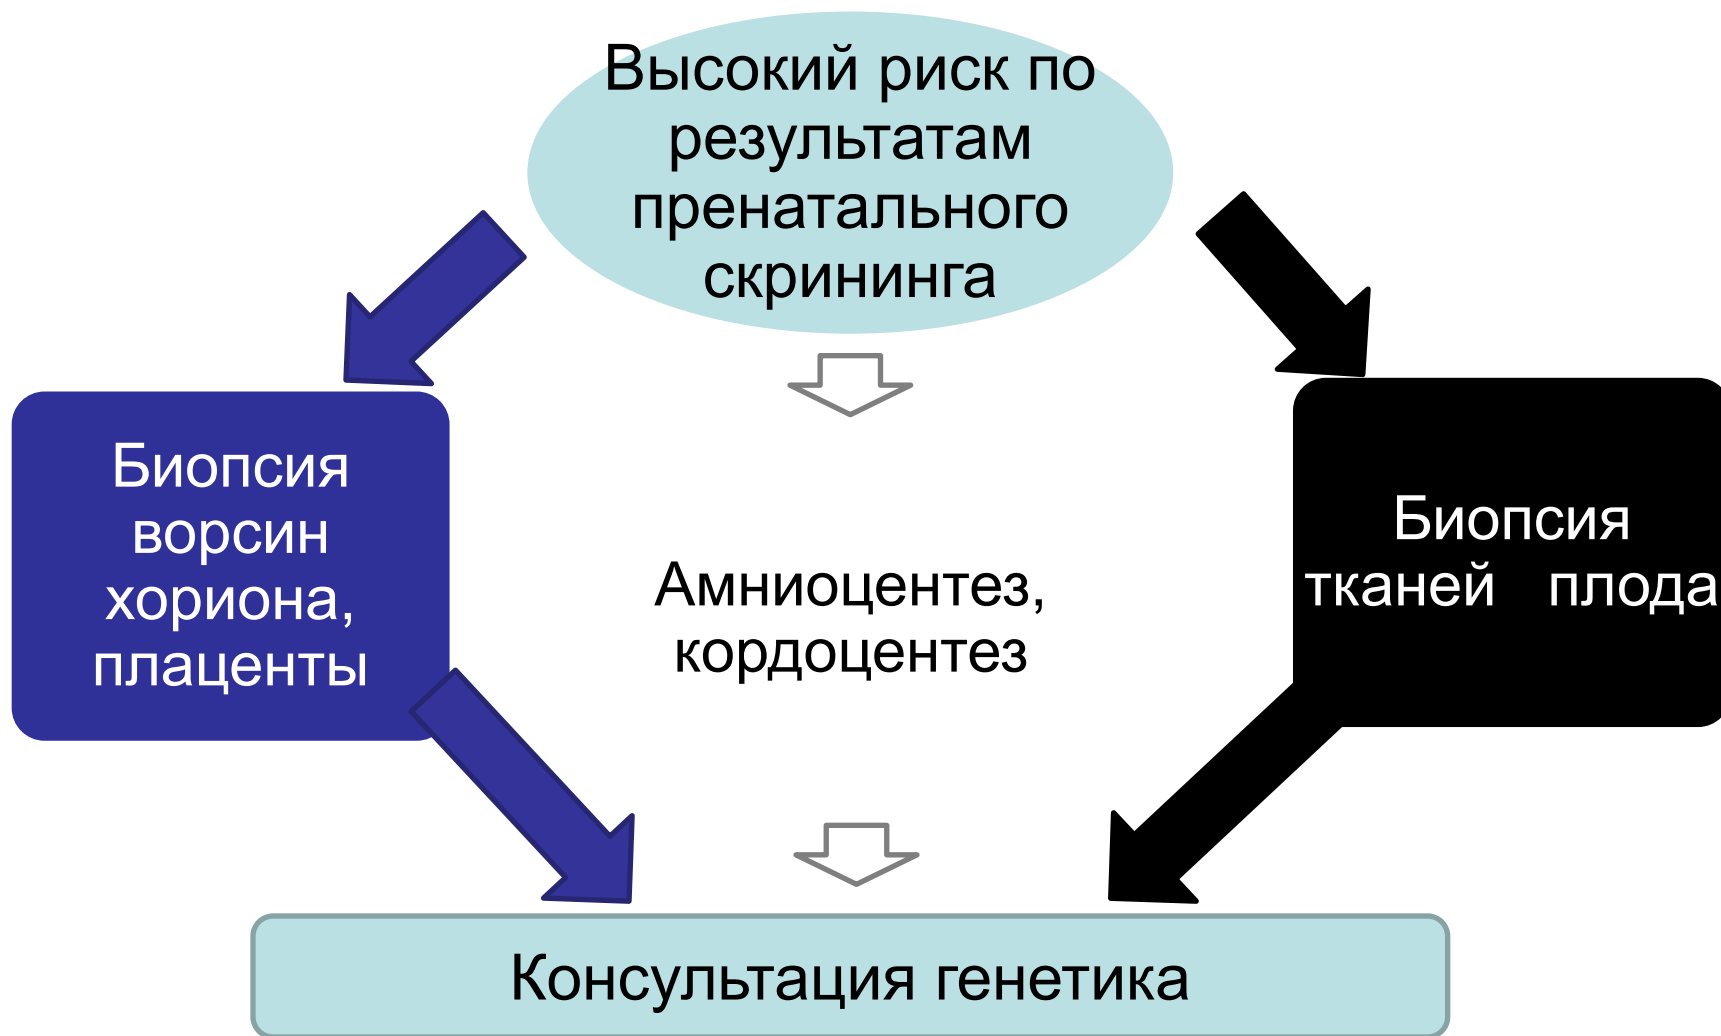 Высокий риск по
результатам
пренатального
скрининга
Биопсия
ворсин
хориона,
плаценты
Амниоцентез,
кордоцентез
Биопсия
тканей плода
Консультация генетика